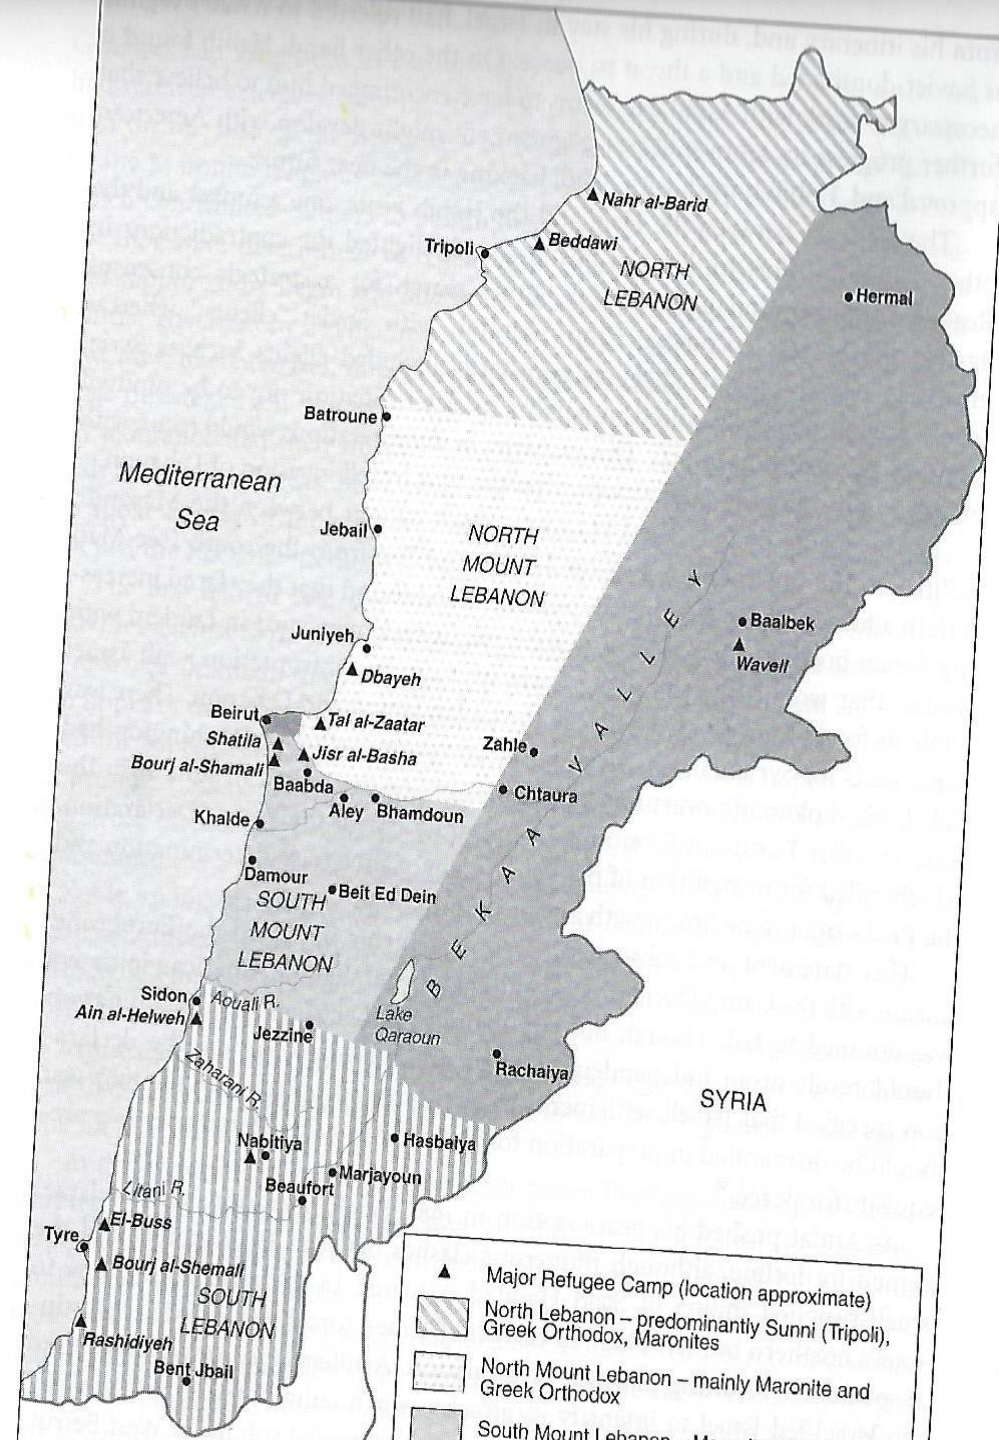 Nahr al-Barid
Beddawi
Tripoli
NORTH
LEBANON
Hermal
Batroune
Mediterranean
Sea
Jebail
NORTH
MOUNT
LEBANON
Juniyeh
Dbayeh
Baalbek
Wavell
Beirut
Tal al-Zaatar
Shatila
Jisr al-Basha
Bourj al-Shamali
Zahle
Baabda
Chtaura
Aley
Bhamdoun
Khalde
BEKAA VALLEY
Damour
Beit Ed Dein
SOUTH
MOUNT
LEBANON
Sidon
Aouali R.
Ain al-Helweh
Jezzine
Lake
Qaraoun
Rachaiya
Zaharani R.
SYRIA
Nabitiya
Hasbaiya
Marjayoun
Beaufort
Litani R.
El-Buss
Tyre
Bourj al-Shemali
SOUTH
LEBANON
Rashidiyeh
Bent Jbail
Major Refugee Camp (location approximate)
North Lebanon – predominantly Sunni (Tripoli),
Greek Orthodox, Maronites
North Mount Lebanon – mainly Maronite and
Greek Orthodox
South Mount Lebanon –